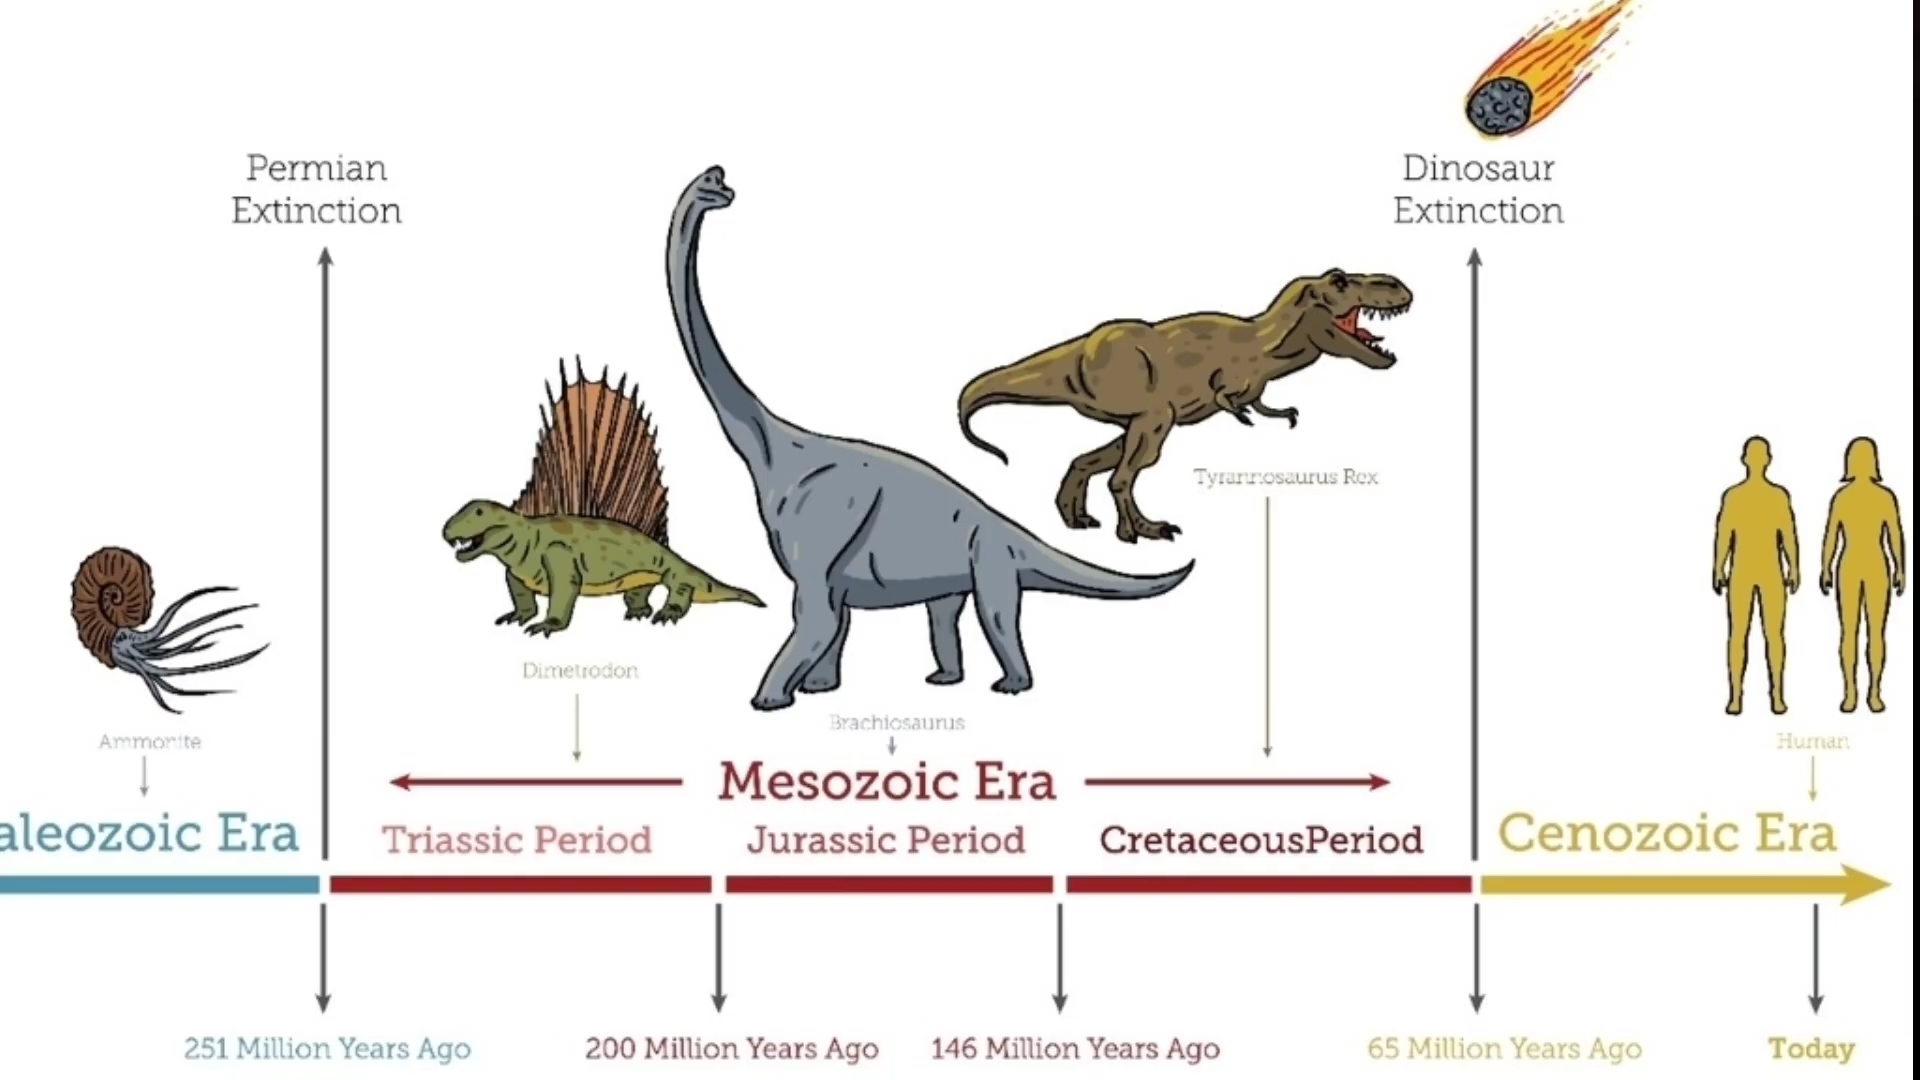 Permian
Extinction
Dinosaur
Extinction
Tyrannosaurus Rex
Dimetrodon
Brachiosaurus
Ammonite
Human
Mesozoic Era
aleozoic Era
Triassic Period
Jurassic Period
CretaceousPeriod
Cenozoic Era
251 Million Years Ago
200 Million Years Ago
146 Million Years Ago
65 Million Years Ago
Today